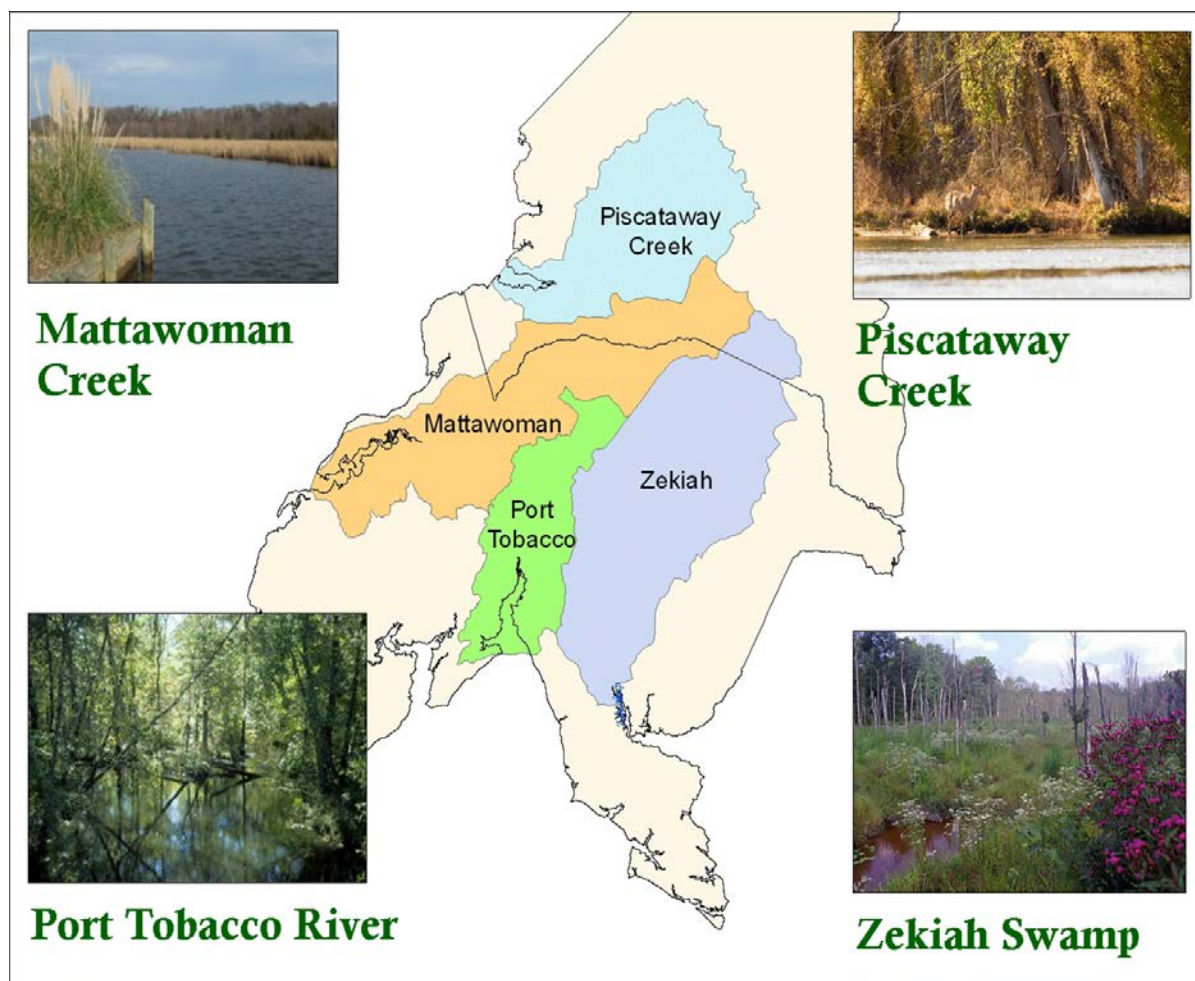 Mattawoman
Creek
Piscataway
Creek
Piscataway
Creek
Mattawoman
Zekiah
Port
Tobacco
Port Tobacco River
Zekiah Swamp